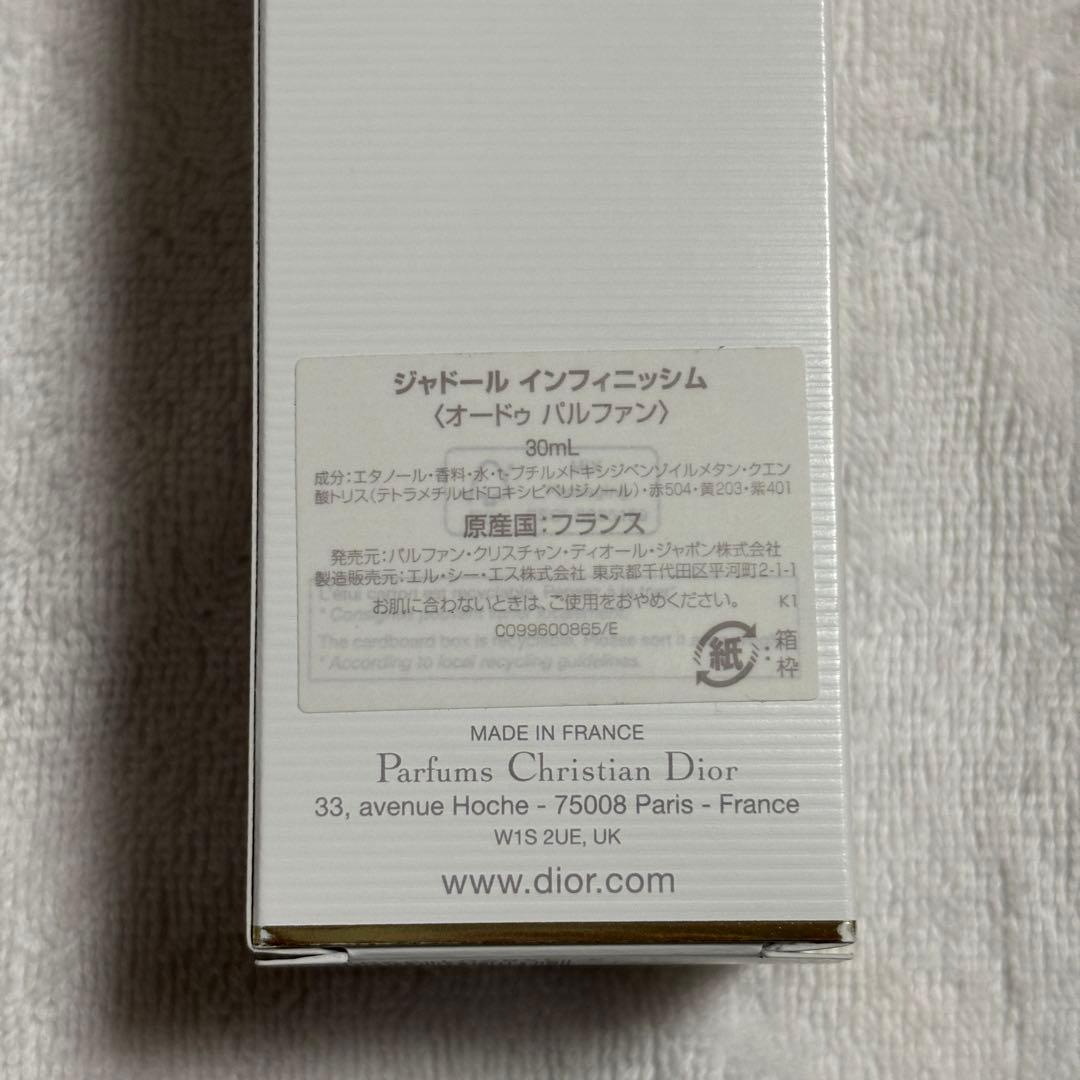 ジャドール インフィニッシム
〈オードゥ パルファン〉
30mL
成分：エタノール・香料・水・t-ブチルメトキシジベンゾイルメタン・クエン
酸トリス（テトラメチルヒドロキシピペリジノール）・赤504・黄203・紫401
原産国：フランス
発売元：パルファン・クリスチャン・ディオール・ジャポン株式会社
製造販売元：エル・シー・エス株式会社 東京都千代田区平河町2-1-1
お肌に合わないときは、ご使用をおやめください。 K1
C099600865/E
紙：箱
枠
The cardboard box is
* According to local recycling guidelines.
MADE IN FRANCE
Parfums Christian Dior
33, avenue Hoche - 75008 Paris - France
W1S 2UE, UK
www.dior.com